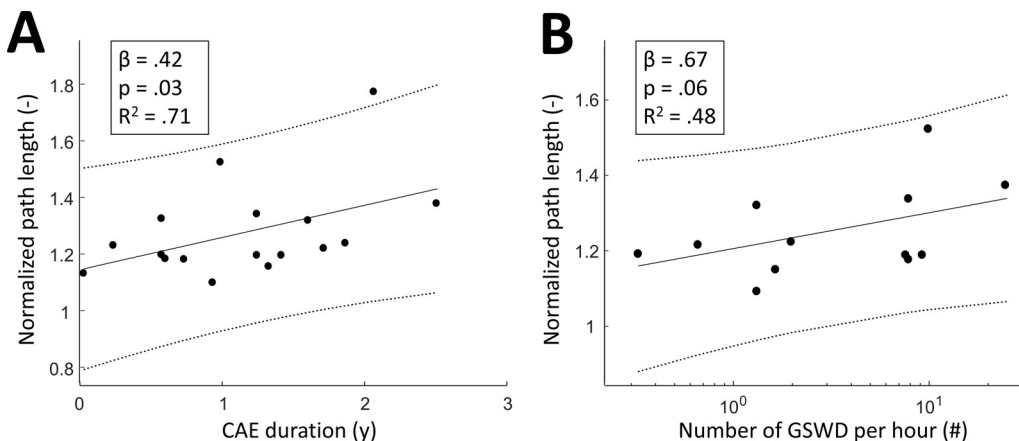 A
β = .42
p = .03
R² = .71
Normalized path length (-)
1.8
1.6
1.4
1.2
1
0.8
0
1
2
3
CAE duration (y)
B
β = .67
p = .06
R² = .48
Normalized path length (-)
1.6
1.4
1.2
1
10⁰
10¹
Number of GSWD per hour (#)